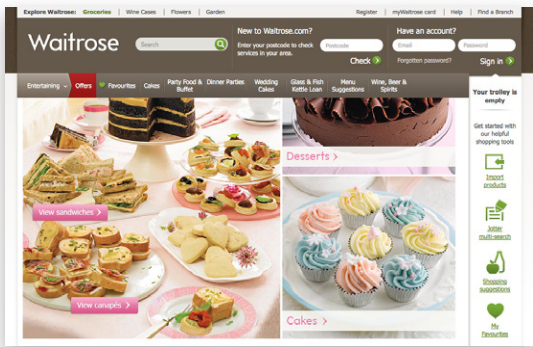 Explore Waitrose: Groceries | Wine Cases | Flowers | Garden
Register | myWaitrose card | Help | Find a Branch
Waitrose
Search
New to Waitrose.com?
Enter your postcode to check
services in your area.
Postcode
Check
Have an account?
Email
Password
Forgotten password?
Sign in
Entertaining
Offers
Favourites
Cakes
Party Food &
Buffet
Dinner Parties
Wedding
Cakes
Glass & Fish
Kettle Loan
Menu
Suggestions
Wine, Beer &
Spirits
Your trolley is
empty
Get started with
our helpful
shopping tools
Import
products
Jotter
multi-search
Shopping
suggestions
My
Favourites
View sandwiches >
View canapés >
Desserts >
Cakes >